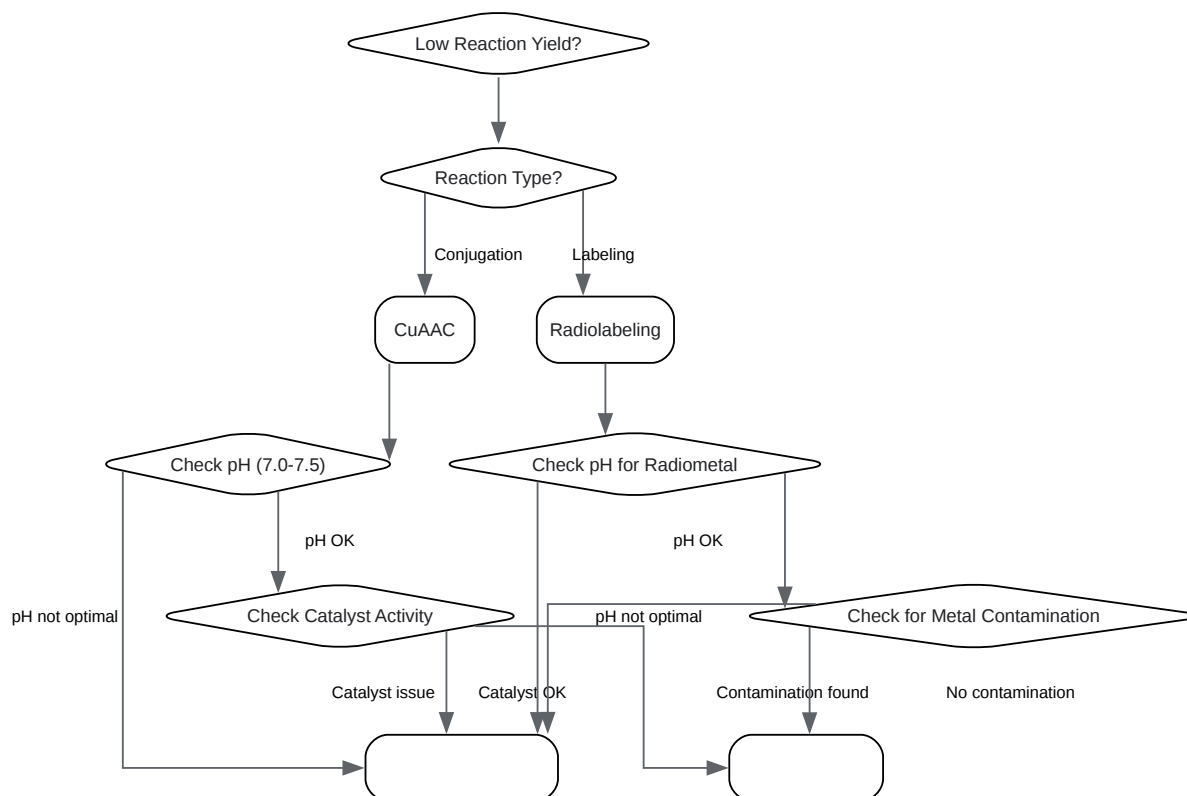 Low Reaction Yield?
Reaction Type?
Conjugation
Labeling
CuAAC
Radiolabeling
Check pH (7.0-7.5)
Check pH for Radiometal
pH OK
pH OK
pH not optimal
Check Catalyst Activity
pH not optimal
Check for Metal Contamination
Catalyst issue
Catalyst OK
Contamination found
No contamination